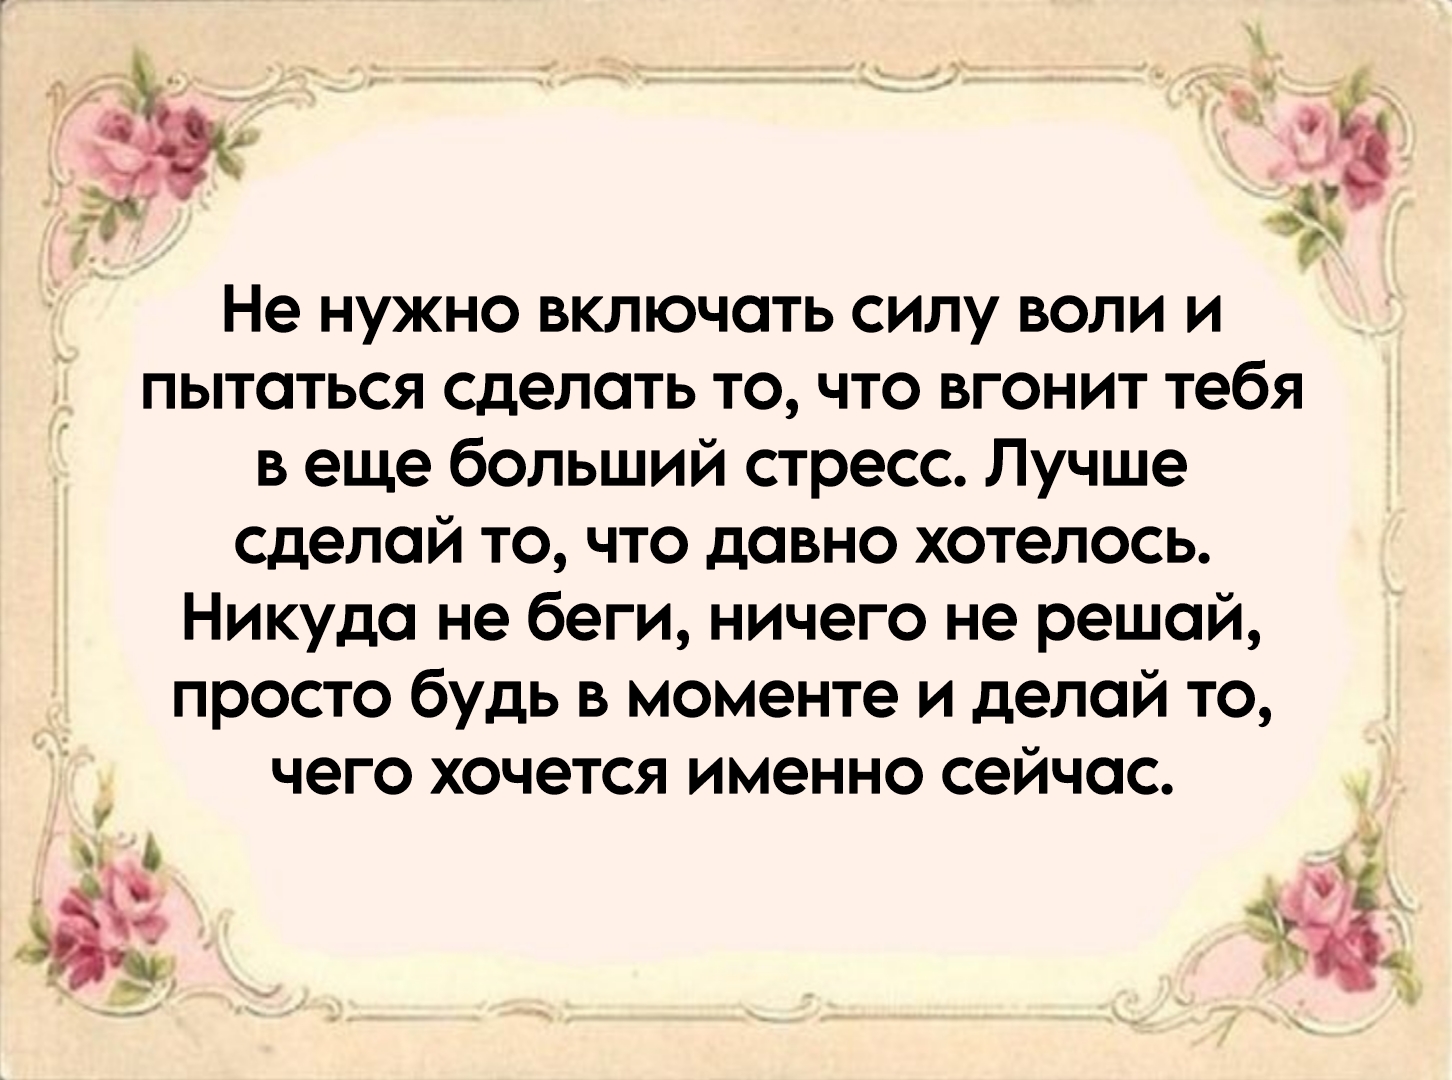 Не нужно включать силу воли и
пытаться сделать то, что вгонит тебя
в еще больший стресс. Лучше
сделай то, что давно хотелось.
Никуда не беги, ничего не решай,
просто будь в моменте и делай то,
чего хочется именно сейчас.